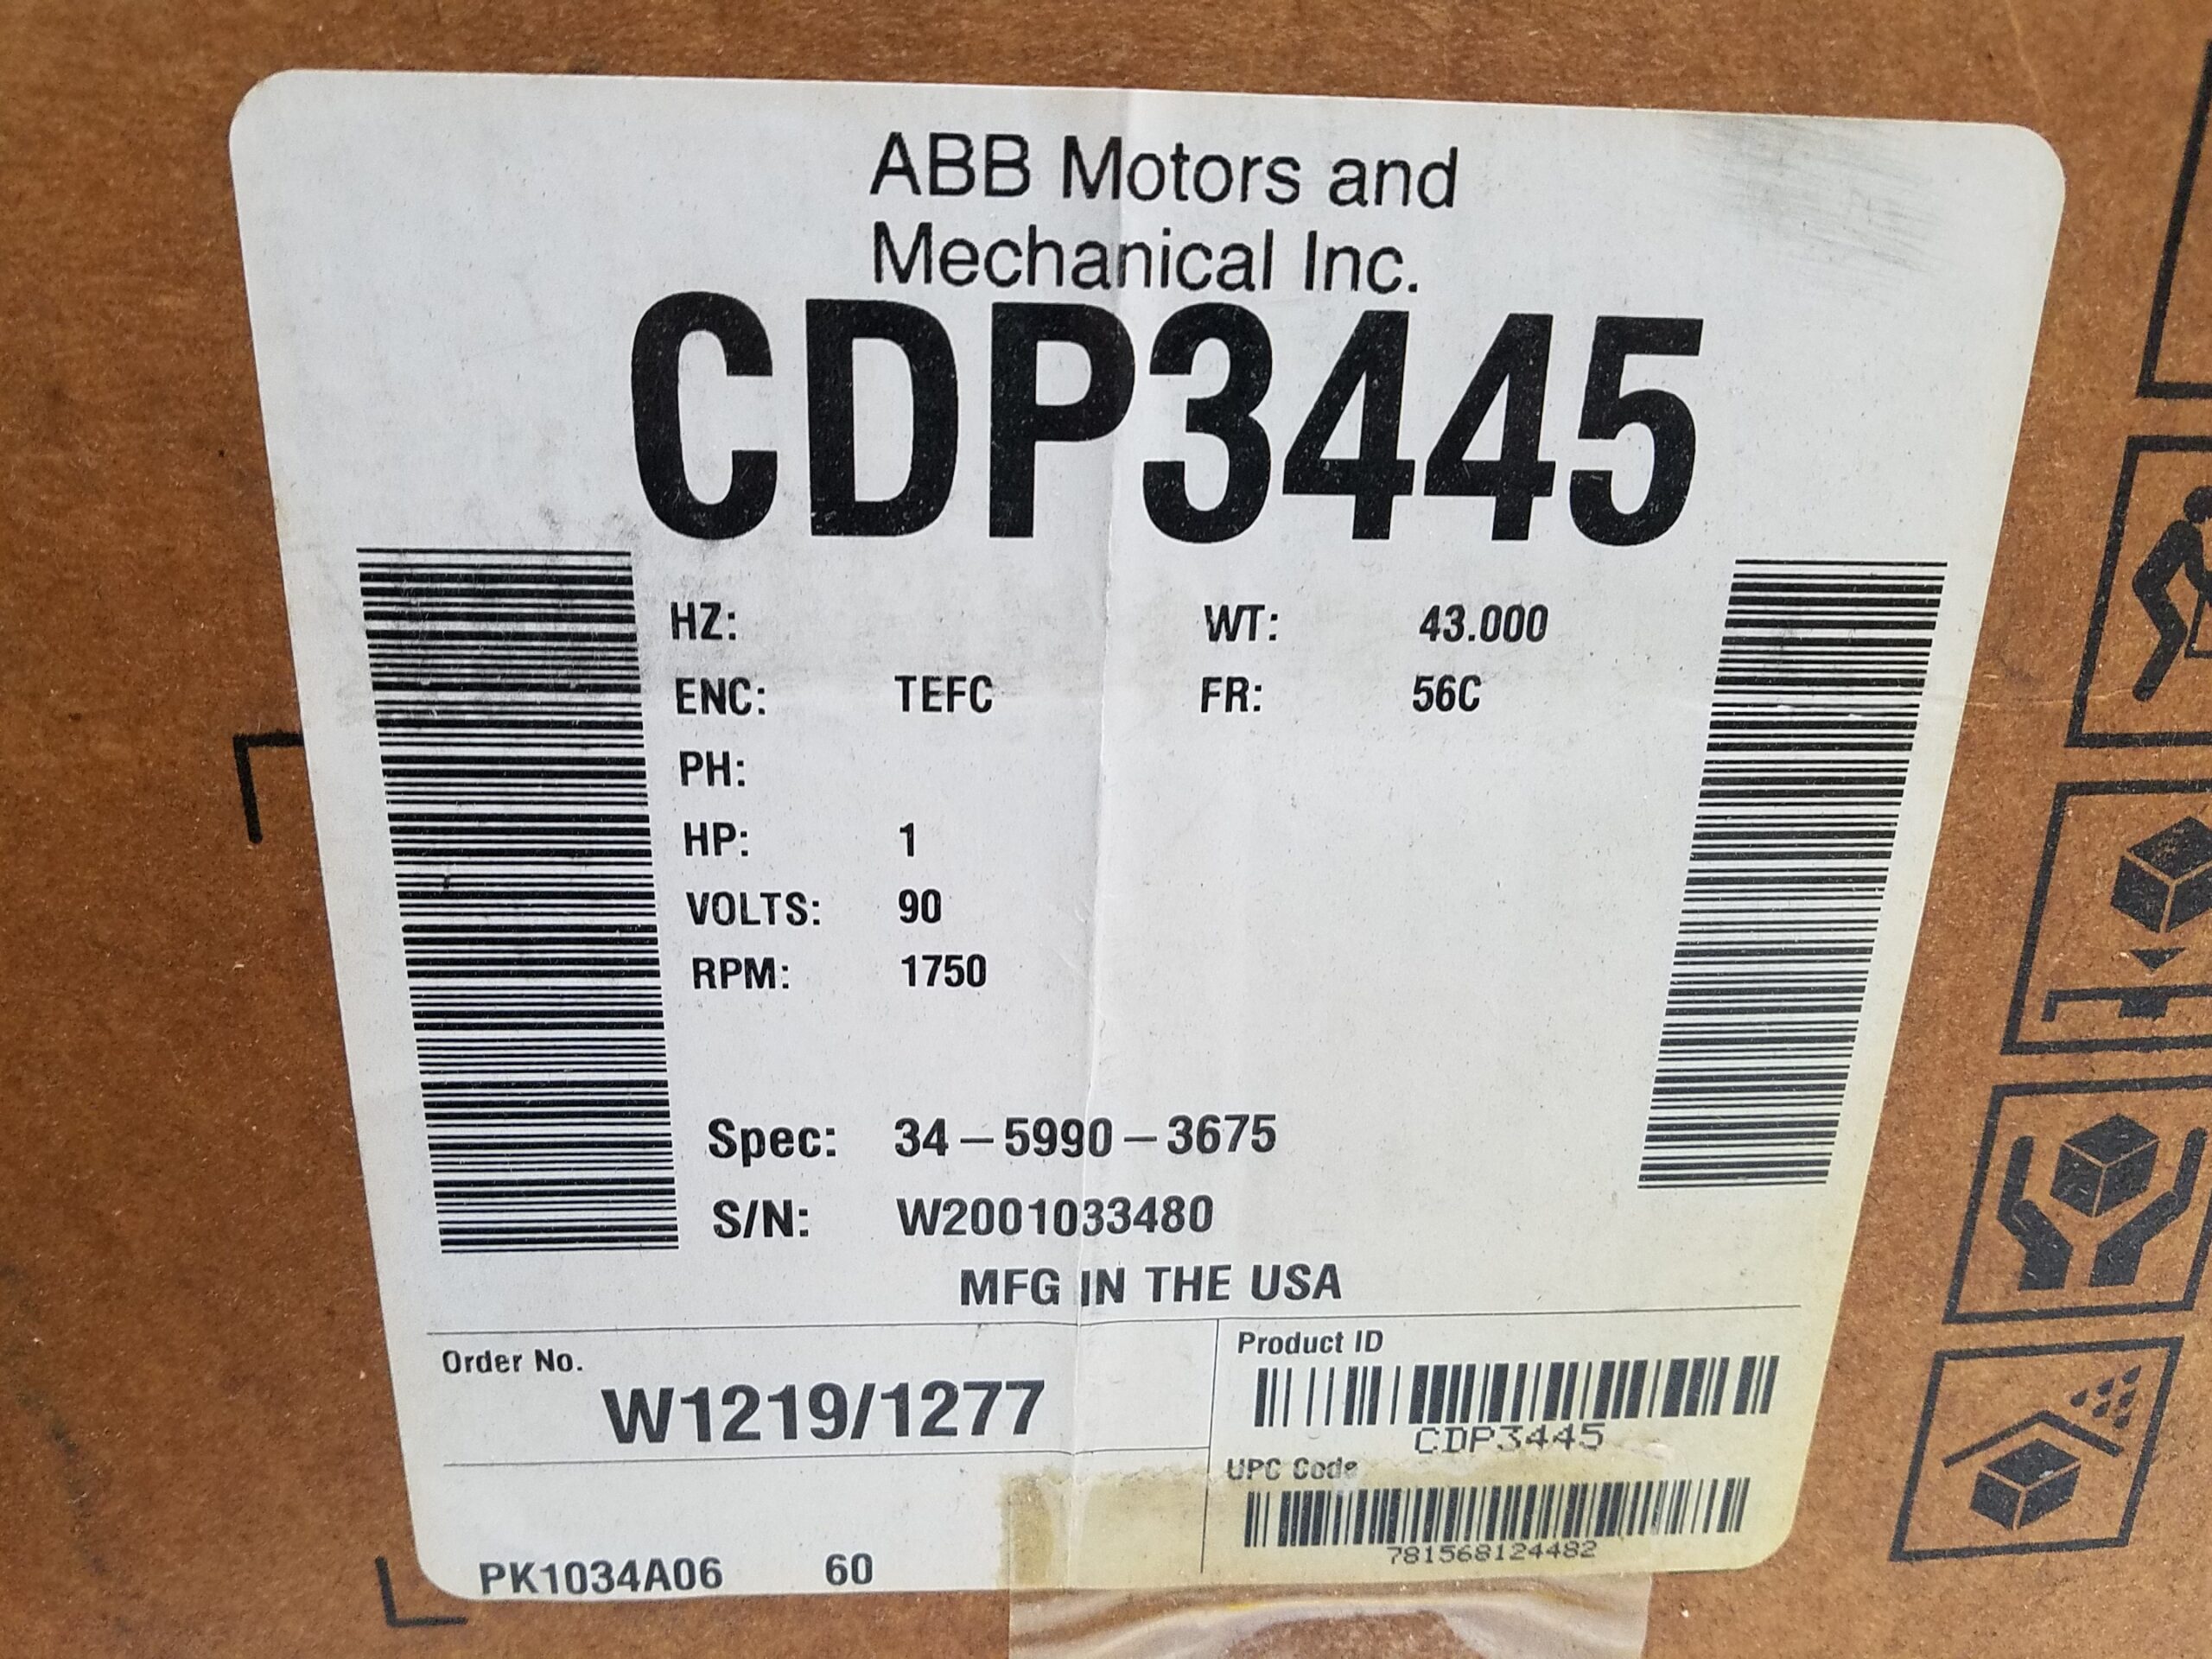 ABB Motors and
Mechanical Inc.
CDP3445
HZ: WT: 43.000
ENC: TEFC FR: 56C
PH:
HP: 1
VOLTS: 90
RPM: 1750
Spec: 34-5990-3675
S/N: W2001033480
MFG IN THE USA
Order No.
W1219/1277
Product ID
CDP3445
UPC Code
781568124482
PK1034A06 60